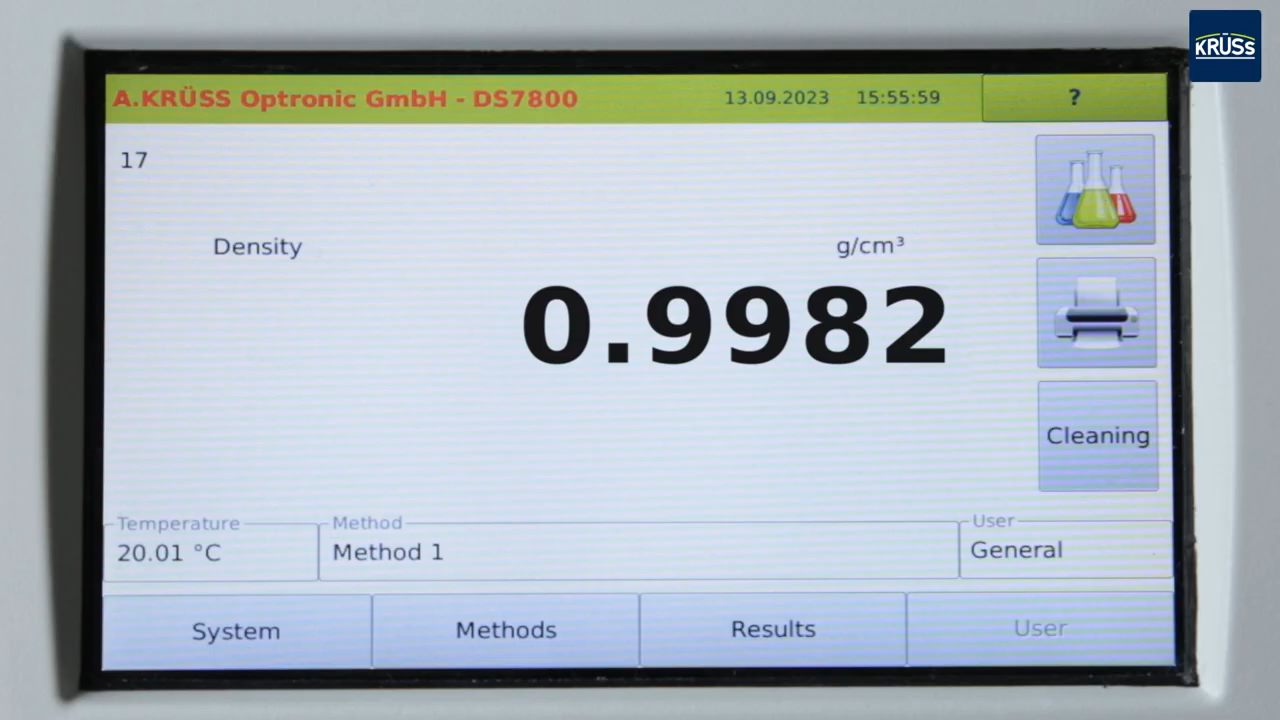 KRÜSS
A.KRÜSS Optronic GmbH - DS7800 13.09.2023 15:55:59 ?
17
Density g/cm³
0.9982
Cleaning
Temperature Method User
20.01 °C Method 1 General
System Methods Results User